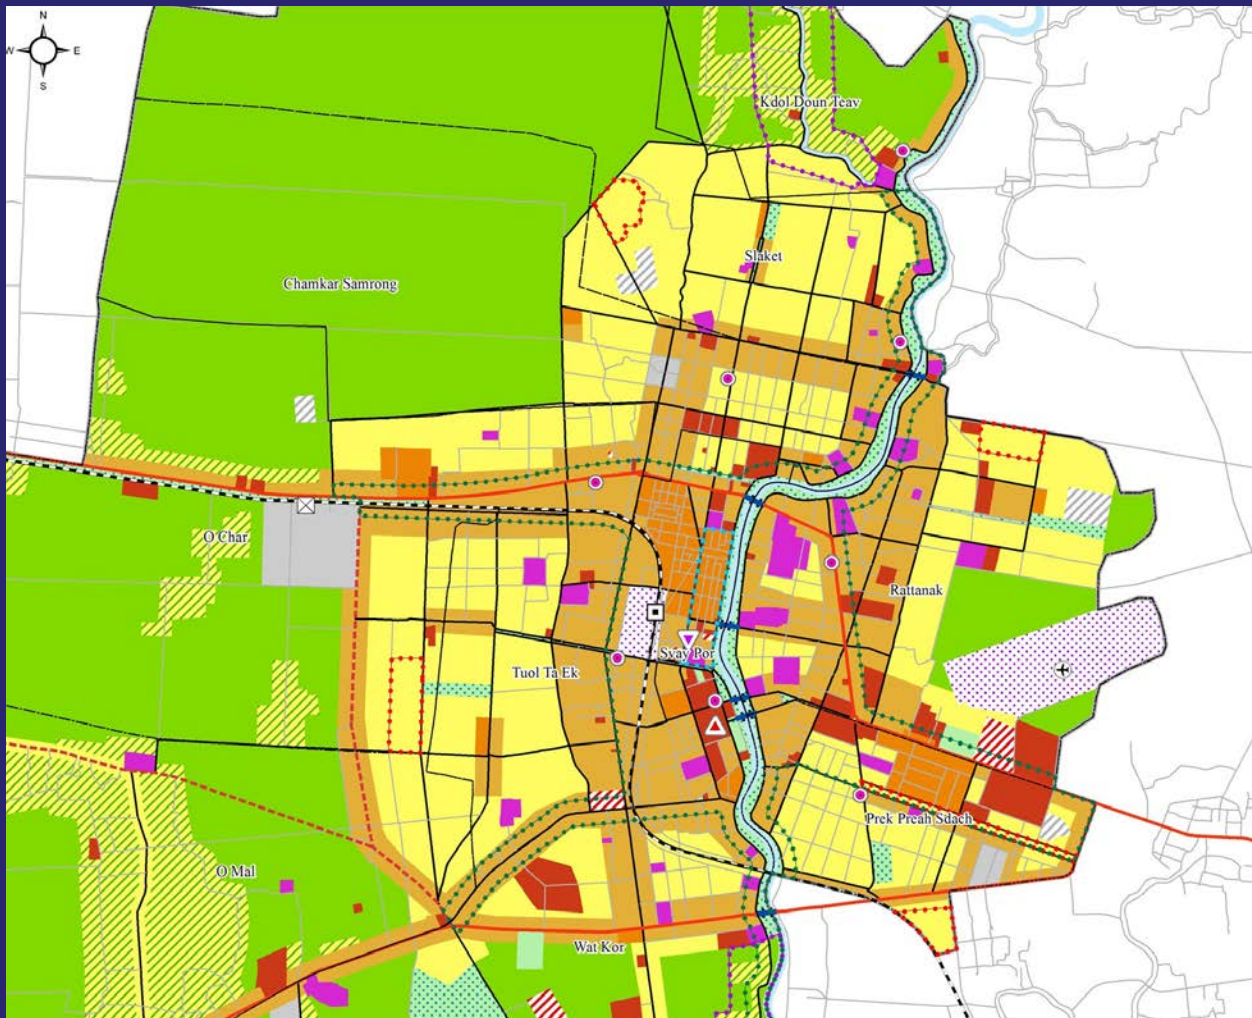 N
W
E
S
Kdol Doun Teav
Slaket
Chamkar Samrong
O Char
Rattanak
Svay Por
Tuol Ta Ek
Prek Preah Sdach
O Mal
Wat Kor